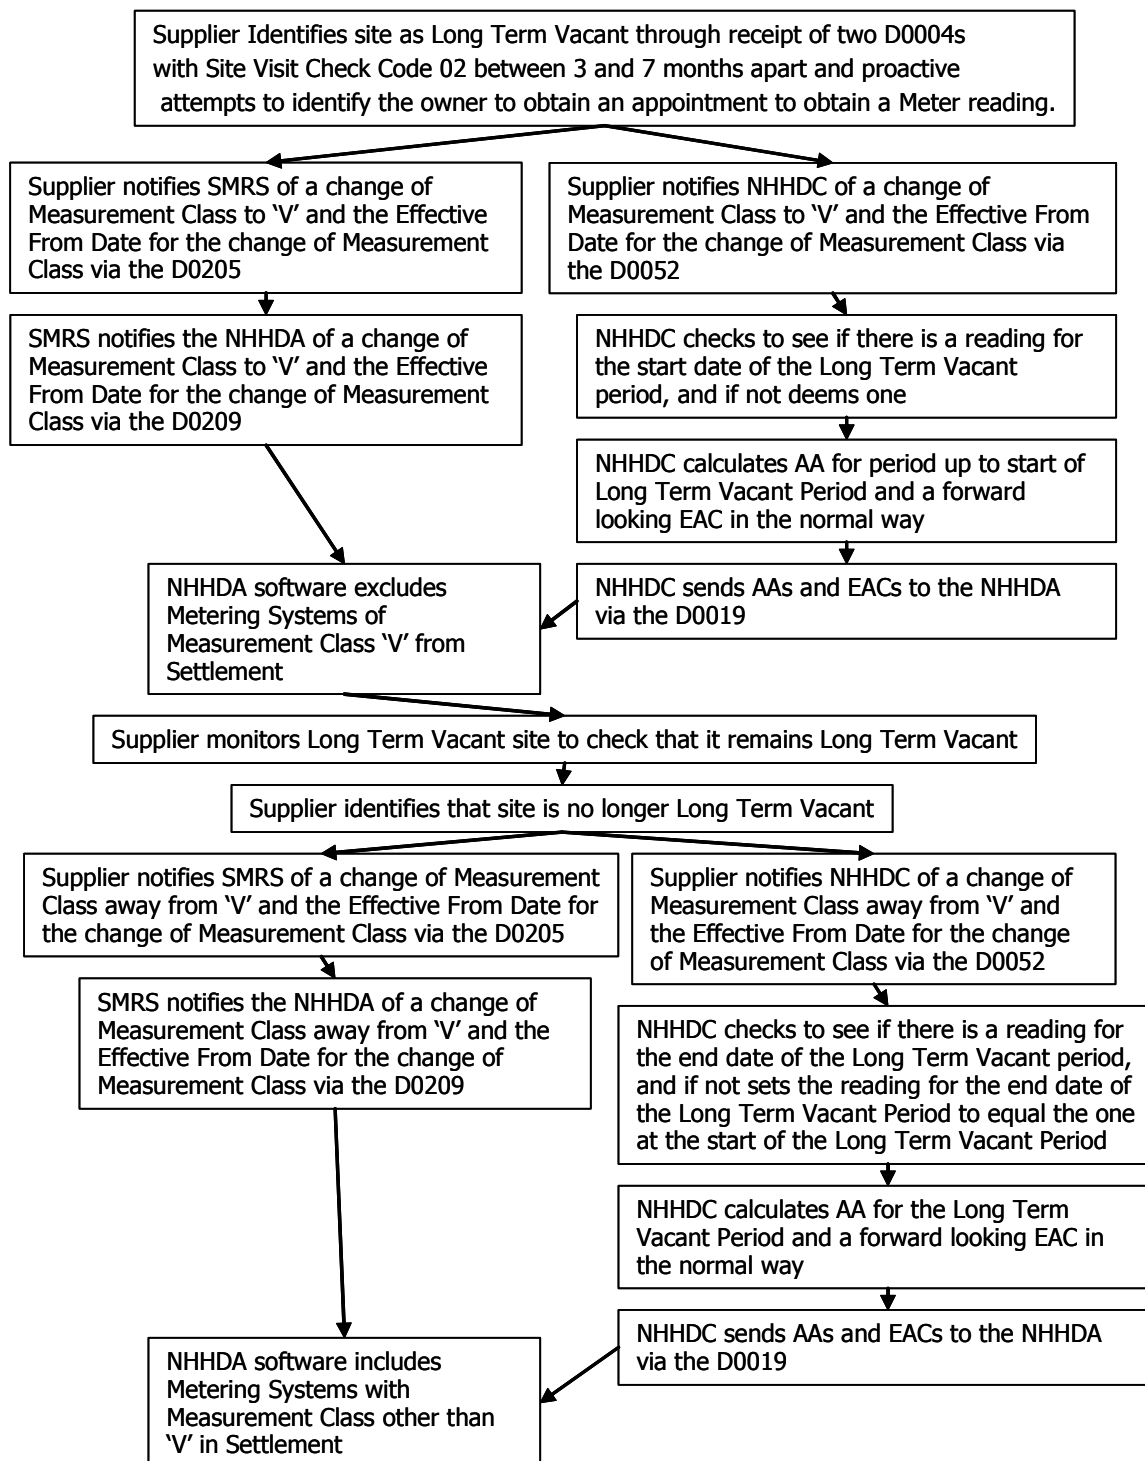 Supplier Identifies site as Long Term Vacant through receipt of two D0004s
with Site Visit Check Code 02 between 3 and 7 months apart and proactive
attempts to identify the owner to obtain an appointment to obtain a Meter reading.
Supplier notifies SMRS of a change of
Measurement Class to ‘V’ and the Effective
From Date for the change of Measurement
Class via the D0205
Supplier notifies NHHDC of a change of
Measurement Class to ‘V’ and the Effective From
Date for the change of Measurement Class via
the D0052
SMRS notifies the NHHDA of a change of
Measurement Class to ‘V’ and the Effective
From Date for the change of Measurement
Class via the D0209
NHHDC checks to see if there is a reading for
the start date of the Long Term Vacant
period, and if not deems one
NHHDC calculates AA for period up to start of
Long Term Vacant Period and a forward
looking EAC in the normal way
NHHDA software excludes
Metering Systems of
Measurement Class ‘V’ from
Settlement
NHHDC sends AAs and EACs to the NHHDA
via the D0019
Supplier monitors Long Term Vacant site to check that it remains Long Term Vacant
Supplier identifies that site is no longer Long Term Vacant
Supplier notifies SMRS of a change of Measurement
Class away from ‘V’ and the Effective From Date for
the change of Measurement Class via the D0205
Supplier notifies NHHDC of a change of
Measurement Class away from ‘V’ and
the Effective From Date for the change
of Measurement Class via the D0052
SMRS notifies the NHHDA of a change of
Measurement Class away from ‘V’ and the
Effective From Date for the change of
Measurement Class via the D0209
NHHDC checks to see if there is a reading for
the end date of the Long Term Vacant period,
and if not sets the reading for the end date of
the Long Term Vacant Period to equal the one
at the start of the Long Term Vacant Period
NHHDC calculates AA for the Long Term
Vacant Period and a forward looking EAC in
the normal way
NHHDC sends AAs and EACs to the NHHDA
via the D0019
NHHDA software includes
Metering Systems with
Measurement Class other than
‘V’ in Settlement